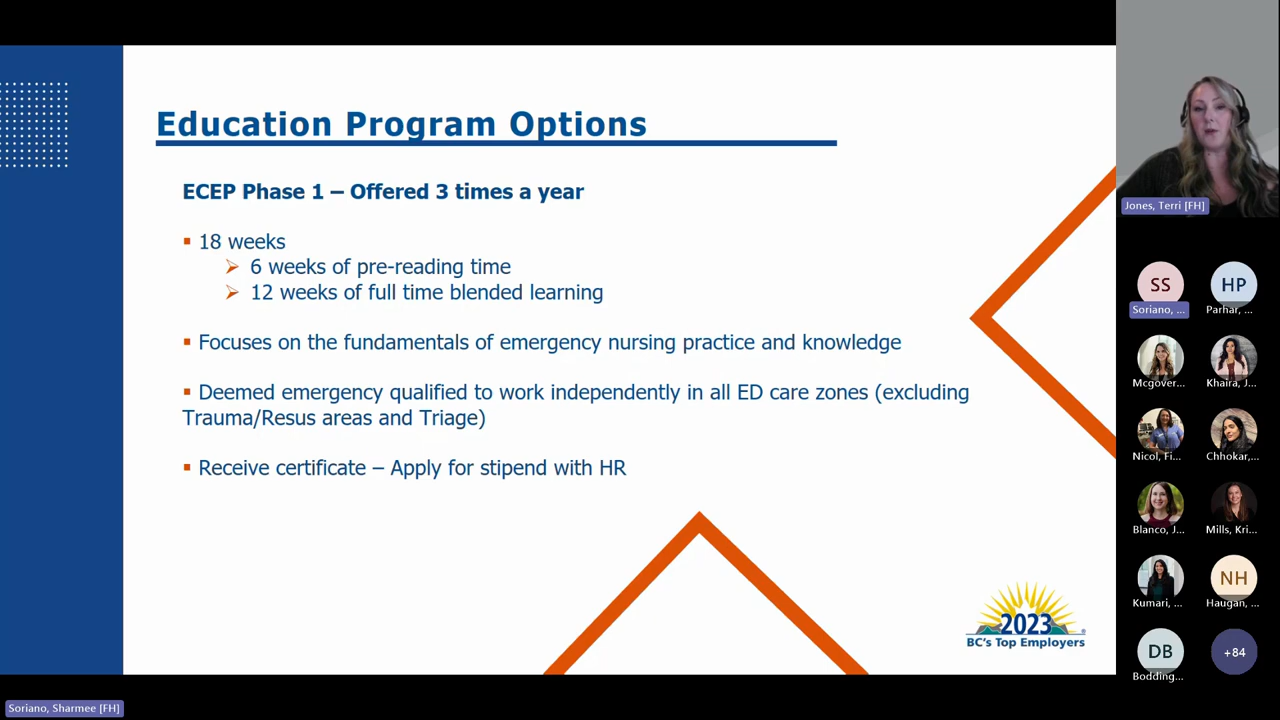 Education Program Options
ECEP Phase 1 – Offered 3 times a year
▪ 18 weeks
➢ 6 weeks of pre-reading time
➢ 12 weeks of full time blended learning
▪ Focuses on the fundamentals of emergency nursing practice and knowledge
▪ Deemed emergency qualified to work independently in all ED care zones (excluding
Trauma/Resus areas and Triage)
▪ Receive certificate – Apply for stipend with HR
2023
BC's Top Employers
®
Jones, Terri [FH]
SS
HP
Soriano, ...
Parhar, ...
Mcgover...
Khaira, J...
Nicol, Fi...
Chhokar,...
Blanco, J...
Mills, Kri...
NH
Kumari, ...
Haugan, ...
DB
+84
Bodding...
Soriano, Sharmee [FH]